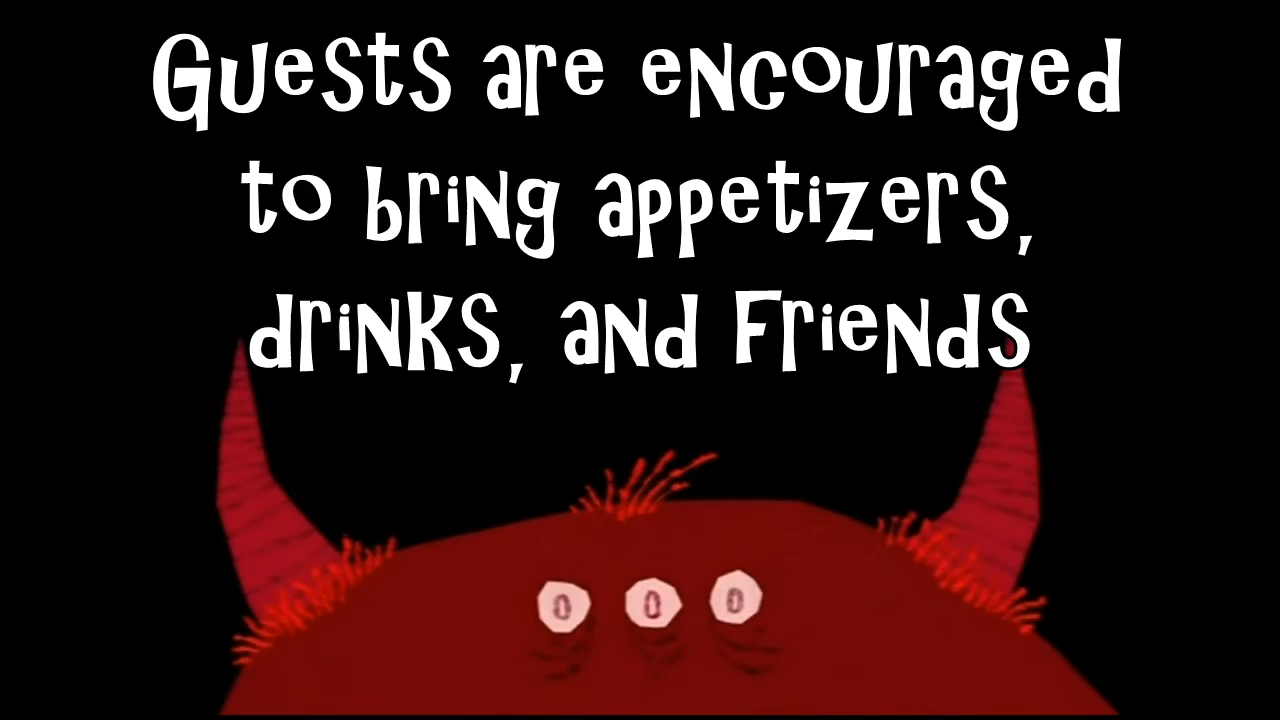 Guests are encouraged
to bring appetizers,
drinks, and Friends